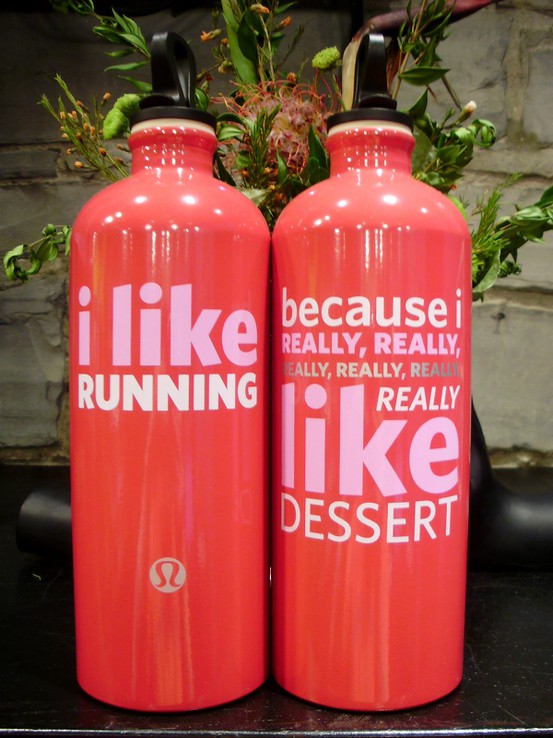 i like
RUNNING
because i
REALLY, REALLY,
REALLY, REALLY, REALLY
REALLY
like
DESSERT